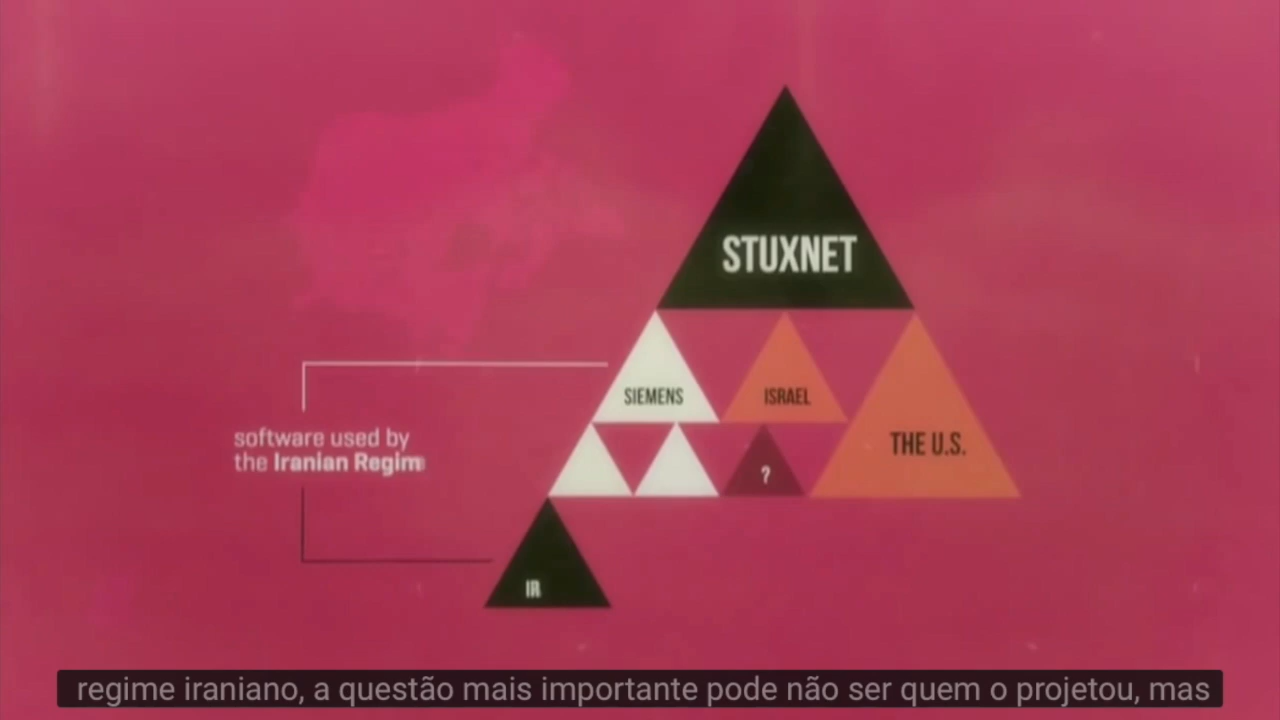 STUXNET
SIEMENS
ISRAEL
THE U.S.
software used by
the Iranian Regim
?
IR
regime iraniano, a questão mais importante pode não ser quem o projetou, mas